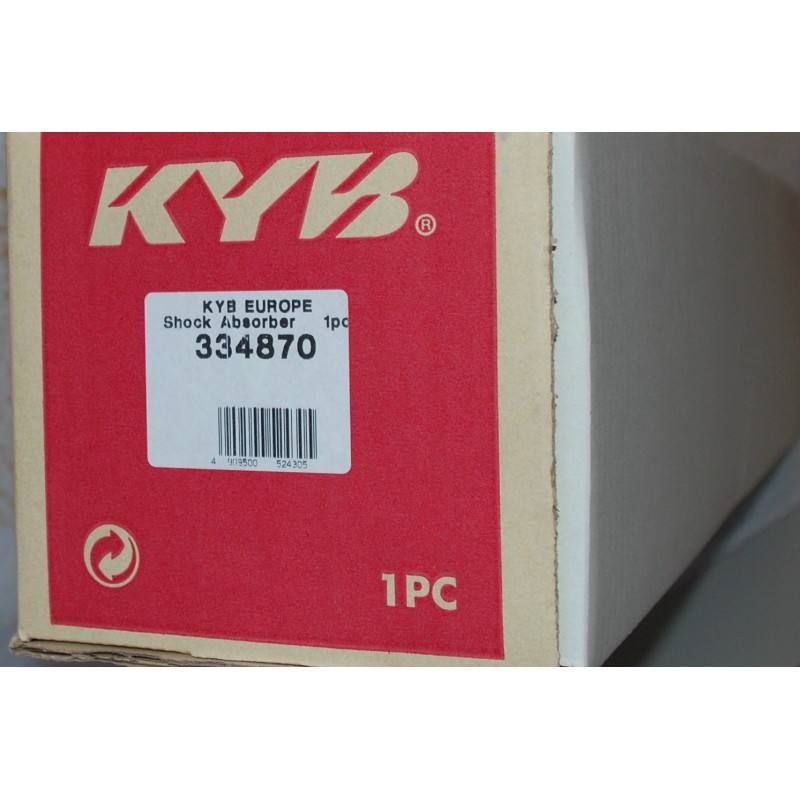 KYB®
KYB EUROPE
Shock Absorber 1pc
334870
4 909500 524305
1PC